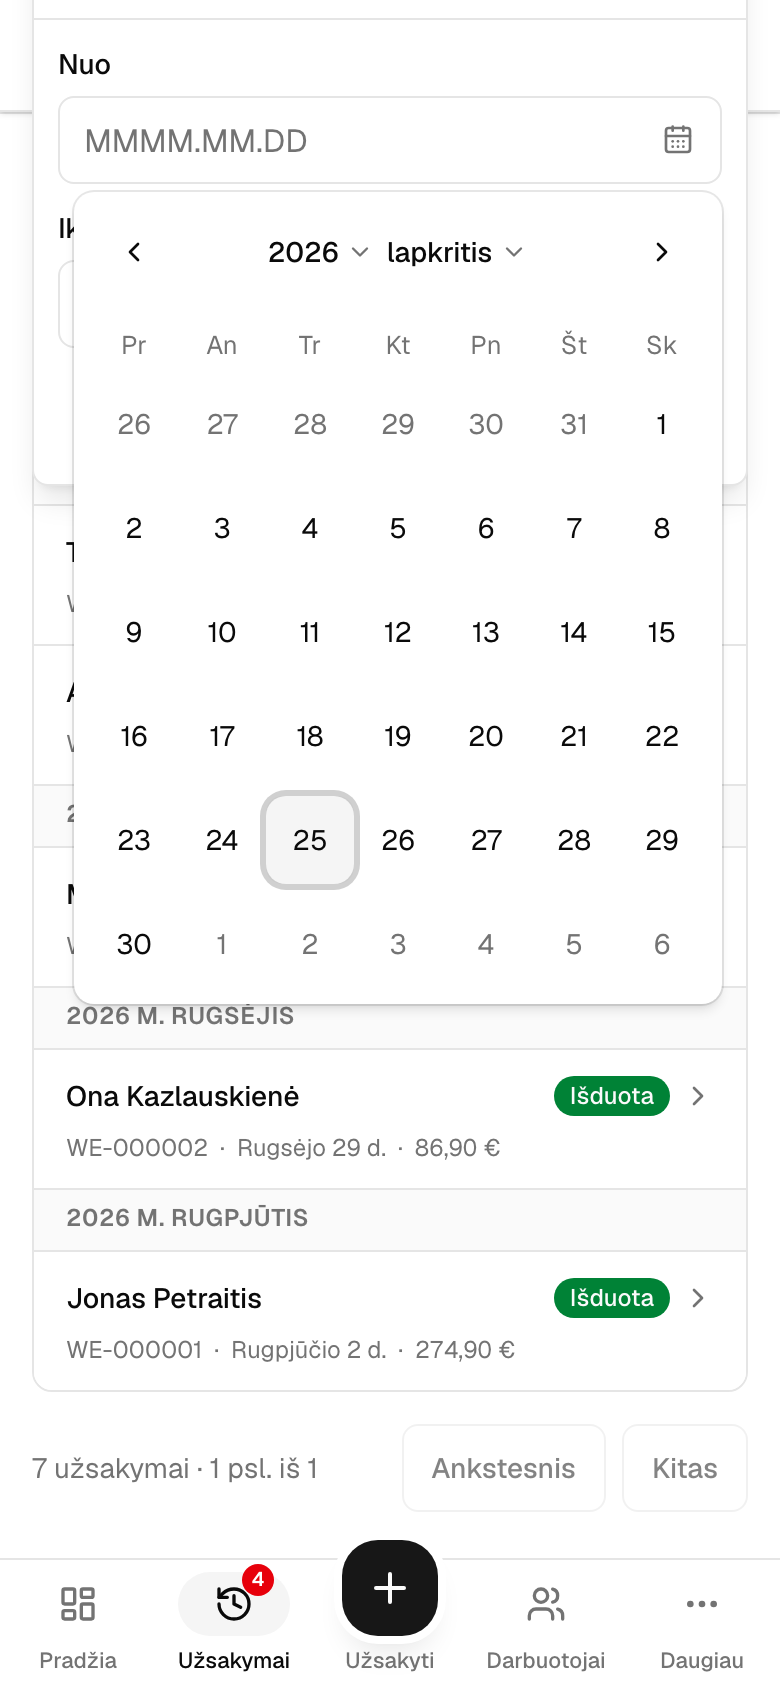 Nuo
MMMM.MM.DD
2026 lapkritis
Pr An Tr Kt Pn Št Sk
26 27 28 29 30 31 1
2 3 4 5 6 7 8
9 10 11 12 13 14 15
16 17 18 19 20 21 22
23 24 25 26 27 28 29
30 1 2 3 4 5 6
2026 M. RUGSĖJIS
Ona Kazlauskienė Išduota
WE-000002 · Rugsėjo 29 d. · 86,90 €
2026 M. RUGPJŪTIS
Jonas Petraitis Išduota
WE-000001 · Rugpjūčio 2 d. · 274,90 €
7 užsakymai · 1 psl. iš 1 Ankstesnis Kitas
4
Pradžia Užsakymai Užsakyti Darbuotojai Daugiau